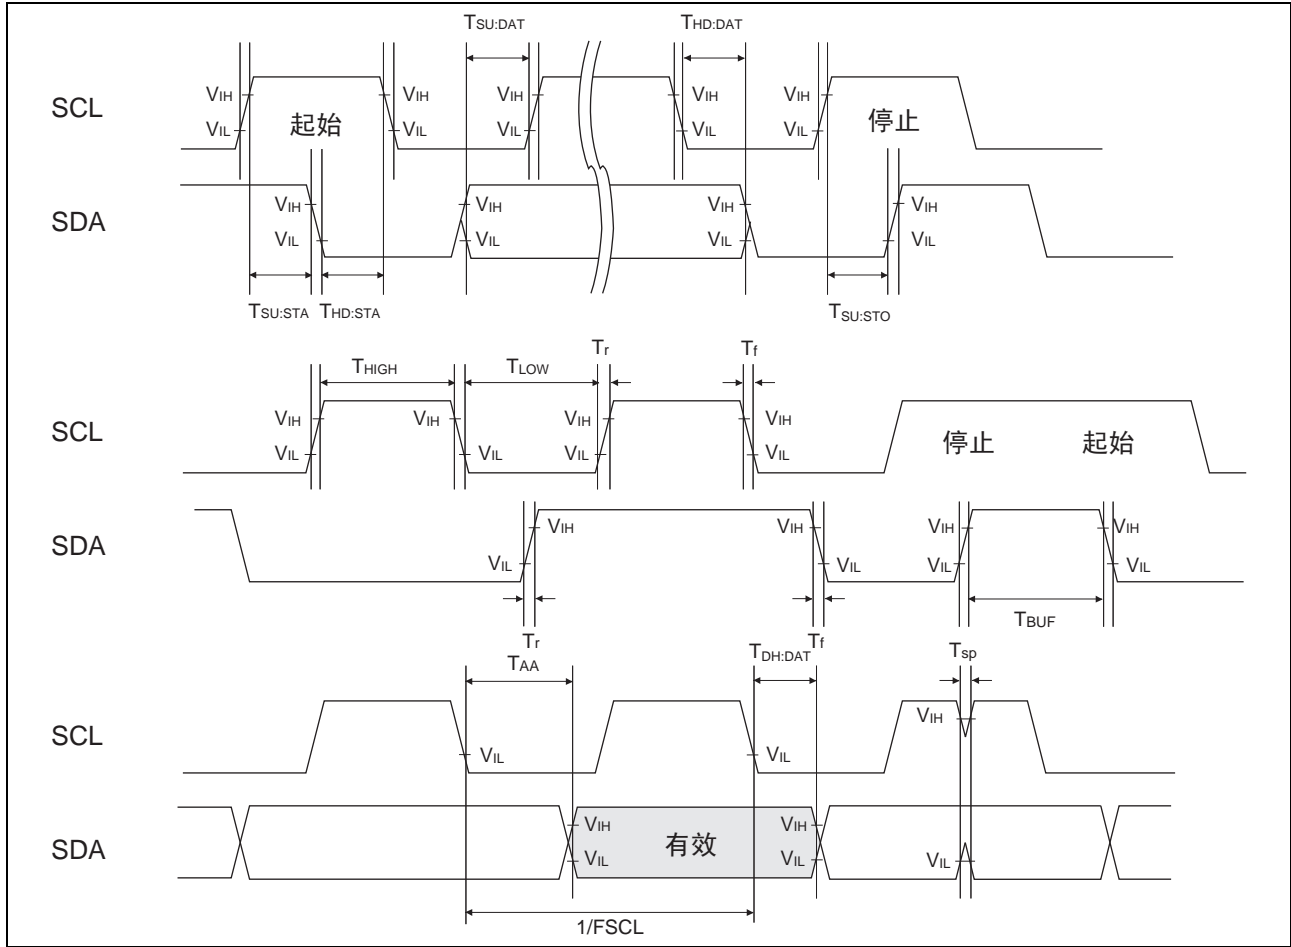 TSU:DAT THD:DAT
SCL VIH VIH VIH VIH VIH
起始 停止
VIL VIL VIL VIL VIL
SDA VIH VIH VIH VIH
VIL VIL VIL VIL
TSU:STA THD:STA TSU:STO
Tr Tf
THIGH TLOW
SCL VIH VIH VIH VIH
停止 起始
VIL VIL VIL VIL
SDA VIH VIH VIH VIH
VIL VIL VIL VIL
TBUF
Tr Tf
TAA TDH:DAT Tsp
SCL VIH
VIL VIL
SDA VIH 有效 VIH
VIL VIL VIL
1/FSCL